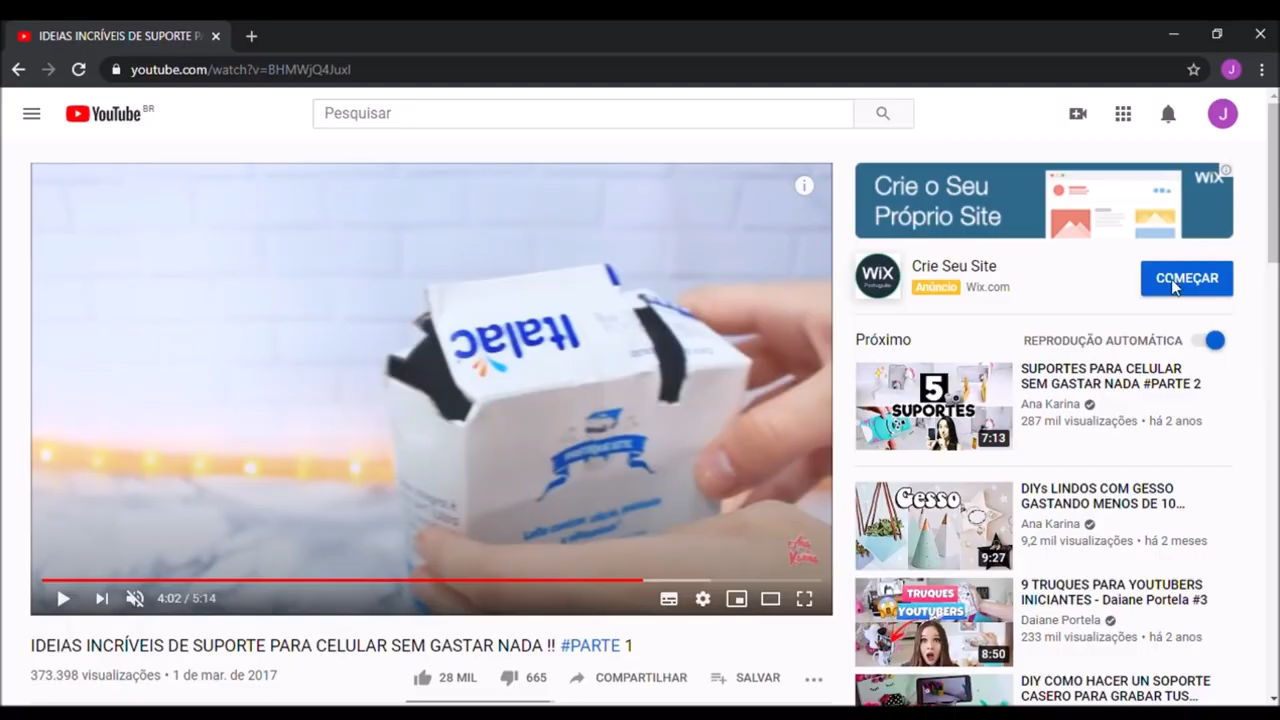 IDEIAS INCRÍVEIS DE SUPORTE P
youtube.com/watch?v=BHMWjQ4JuxI
J
YouTube BR
Pesquisar
J
Crie o Seu
Próprio Site
WiX
Italac
WiX
Crie Seu Site
Anúncio Wix.com
COMEÇAR
Próximo
REPRODUÇÃO AUTOMÁTICA
5
SUPORTES
7:13
SUPORTES PARA CELULAR
SEM GASTAR NADA #PARTE 2
Ana Karina
287 mil visualizações • há 2 anos
Gesso
9:27
DIYs LINDOS COM GESSO
GASTANDO MENOS DE 10...
Ana Karina
9,2 mil visualizações • há 2 meses
TRUQUES
YOUTUBERS
8:50
9 TRUQUES PARA YOUTUBERS
INICIANTES - Daiane Portela #3
Daiane Portela
233 mil visualizações • há 2 anos
DIY COMO HACER UN SOPORTE
CASERO PARA GRABAR TUS...
Ana Karina
4:02 / 5:14
IDEIAS INCRÍVEIS DE SUPORTE PARA CELULAR SEM GASTAR NADA !! #PARTE 1
373.398 visualizações • 1 de mar. de 2017
28 MIL
665
COMPARTILHAR
SALVAR